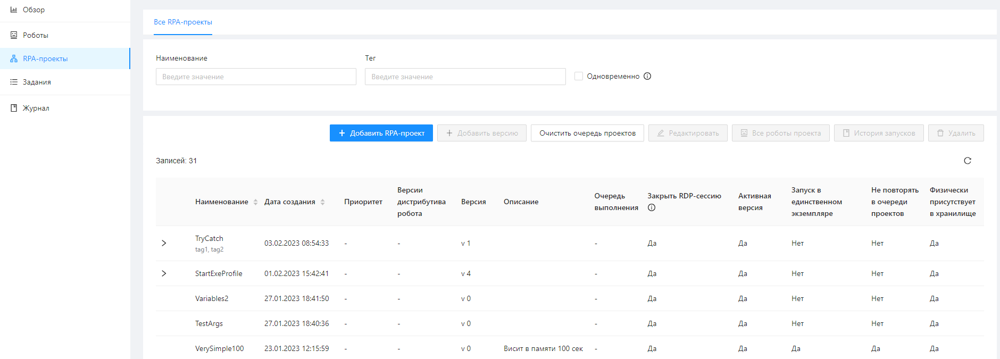 Обзор
Роботы
RPA-проекты
Задания
Журнал
Все RPA-проекты
Наименование Тег
Введите значение Введите значение Одновременно
Добавить RPA-проект Добавить версию Очистить очередь проектов Редактировать Все роботы проекта История запусков Удалить
Записей: 31
Наименование Дата создания Приоритет Версии дистрибутива робота Версия Описание Очередь выполнения Закрыть RDP-сессию Активная версия Запуск в единственном экземпляре Не повторять в очереди проектов Физически присутствует в хранилище
TryCatch 03.02.2023 08:54:33 - - v 1 - Да Да Нет Нет Да
tag1, tag2
StartExeProfile 01.02.2023 15:42:41 - - v 4 - Да Да Нет Нет Да
Variables2 27.01.2023 18:41:50 - - v 0 - Да Да Нет Нет Да
TestArgs 27.01.2023 18:40:36 - - v 0 - Да Да Нет Нет Да
VerySimple100 23.01.2023 12:15:59 - - v 0 Висит в памяти 100 сек - Да Да Да Да Да